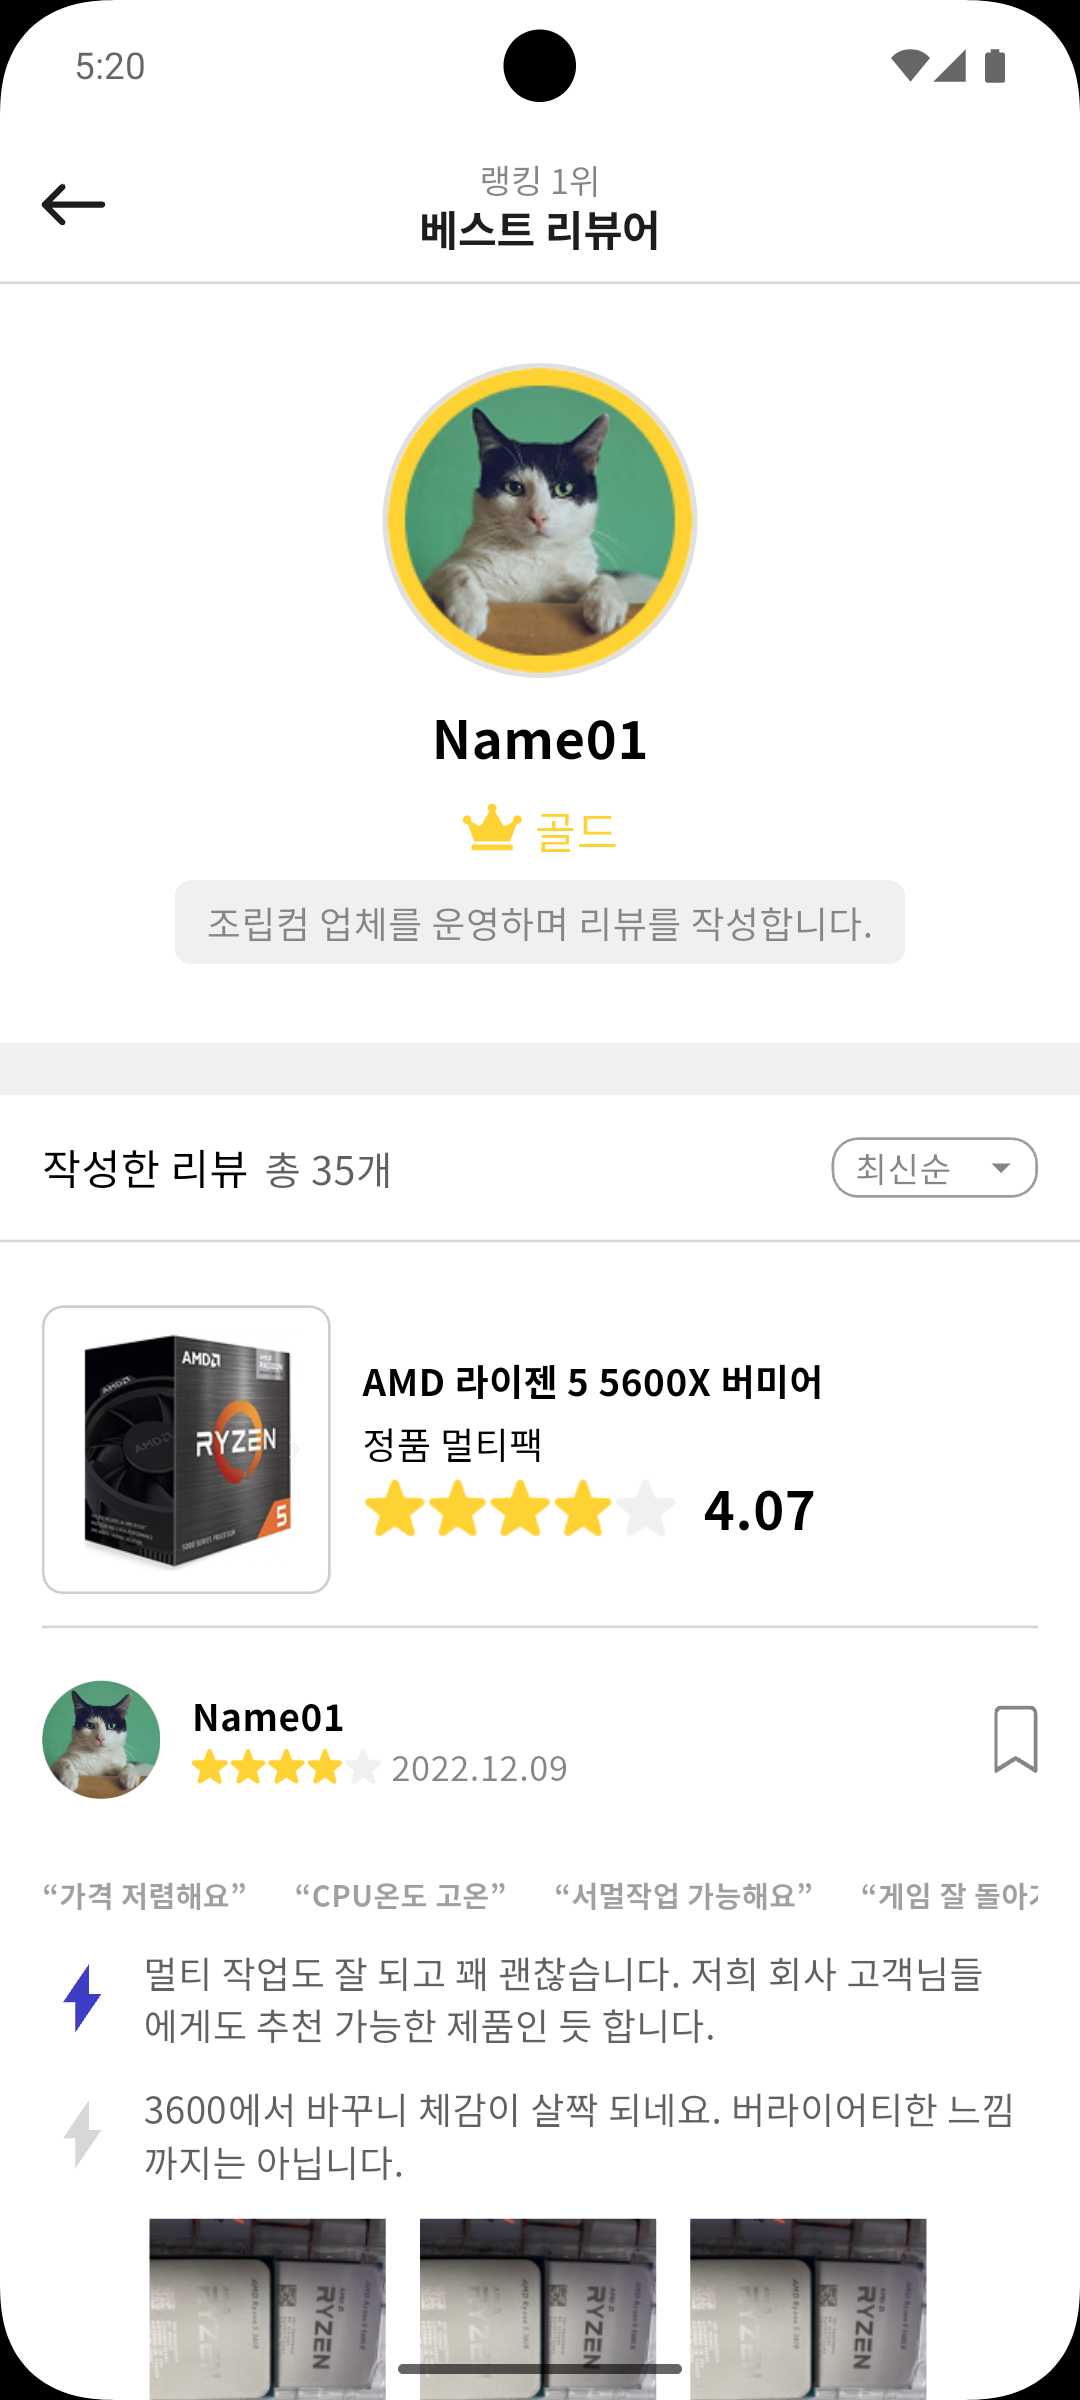 5:20
랭킹 1위
베스트 리뷰어
Name01
골드
조립컴 업체를 운영하며 리뷰를 작성합니다.
작성한 리뷰 총 35개
최신순
AMD
RYZEN
5
AMD 라이젠 5 5600X 버미어
정품 멀티팩
4.07
Name01
2022.12.09
“가격 저렴해요” “CPU온도 고온” “서멀작업 가능해요” “게임 잘 돌아
멀티 작업도 잘 되고 꽤 괜찮습니다. 저희 회사 고객님들
에게도 추천 가능한 제품인 듯 합니다.
3600에서 바꾸니 체감이 살짝 되네요. 버라이어티한 느낌
까지는 아닙니다.
RYZEN
RYZEN
RYZEN